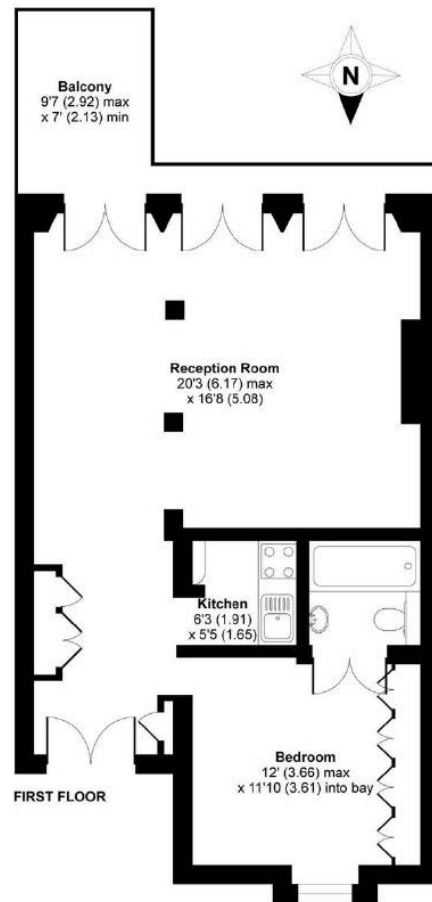 Balcony
9'7 (2.92) max
x 7' (2.13) min
N
Reception Room
20'3 (6.17) max
x 16'8 (5.08)
Kitchen
6'3 (1.91)
x 5'5 (1.65)
Bedroom
12' (3.66) max
x 11'10 (3.61) into bay
FIRST FLOOR